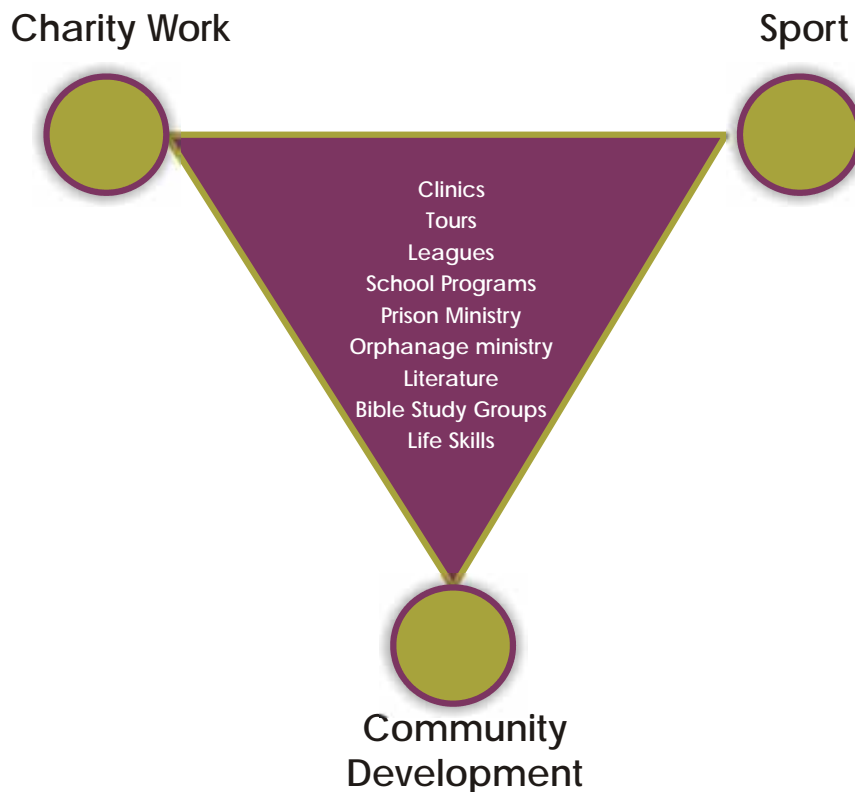 Charity Work
Sport
Clinics
Tours
Leagues
School Programs
Prison Ministry
Orphanage ministry
Literature
Bible Study Groups
Life Skills
Community
Development